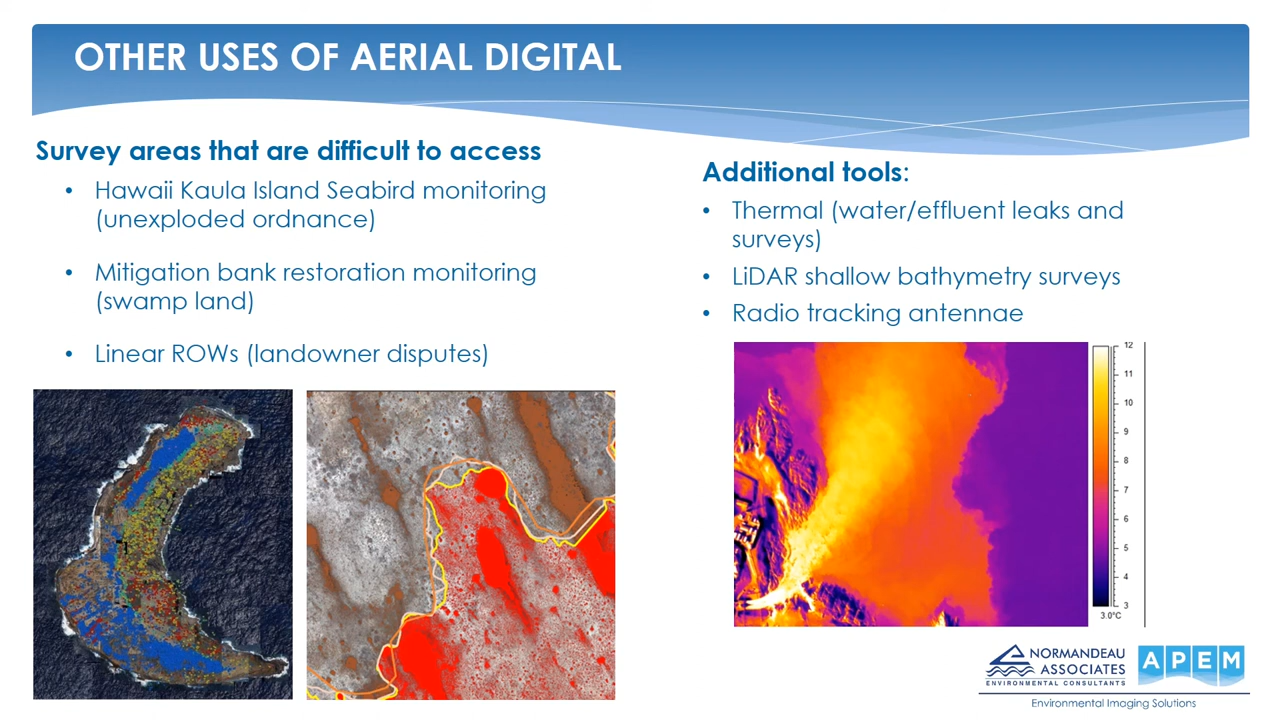 OTHER USES OF AERIAL DIGITAL
Survey areas that are difficult to access
• Hawaii Kaula Island Seabird monitoring
(unexploded ordnance)
• Mitigation bank restoration monitoring
(swamp land)
• Linear ROWs (landowner disputes)
Additional tools:
• Thermal (water/effluent leaks and
surveys)
• LiDAR shallow bathymetry surveys
• Radio tracking antennae
12
11
10
9
8
7
6
5
4
3
3.0°C
NORMANDEAU
ASSOCIATES
ENVIRONMENTAL CONSULTANTS
APEM
Environmental Imaging Solutions